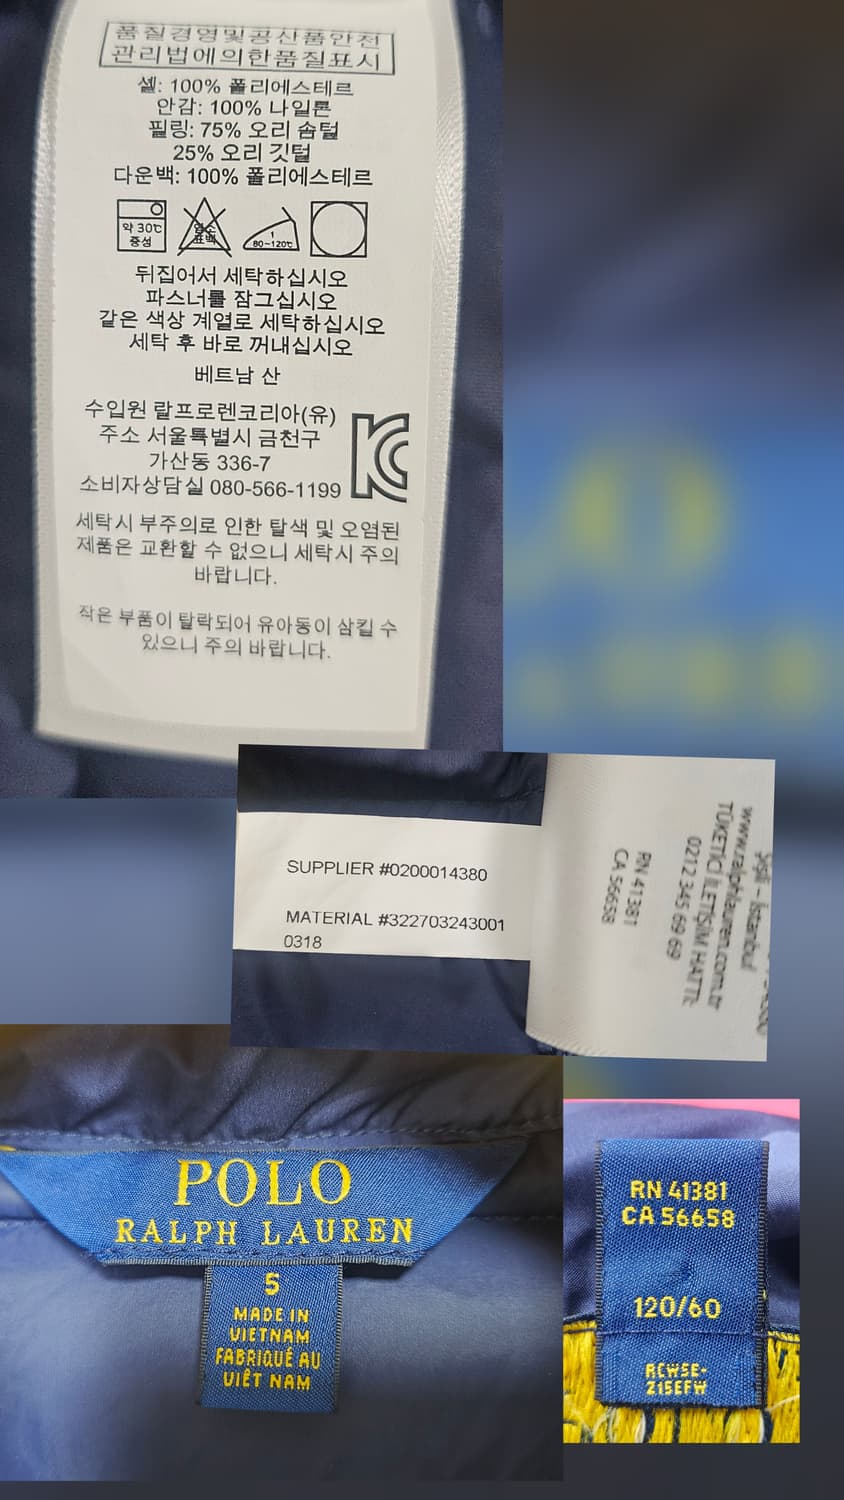 품질경영및공산품안전
관리법에의한품질표시
셸: 100% 폴리에스테르
안감: 100% 나일론
필링: 75% 오리 솜털
25% 오리 깃털
다운백: 100% 폴리에스테르
약 30℃
중성
염소
표백
1
80~120℃
뒤집어서 세탁하십시오
파스너를 잠그십시오
같은 색상 계열로 세탁하십시오
세탁 후 바로 꺼내십시오
베트남 산
수입원 랄프로렌코리아(유)
주소 서울특별시 금천구
가산동 336-7
소비자상담실 080-566-1199
세탁시 부주의로 인한 탈색 및 오염된
제품은 교환할 수 없으니 세탁시 주의
바랍니다.
작은 부품이 탈락되어 유아동이 삼킬 수
있으니 주의 바랍니다.
SUPPLIER #0200014380
MATERIAL #322703243001
0318
Şişli - İstanbul
www.ralphlauren.com.tr
TÜKETİCİ İLETİŞİM HATTI:
0212 345 69 69
RN 41381
CA 56658
POLO
RALPH LAUREN
5
MADE IN
VIETNAM
FABRIQUÉ AU
VIÊT NAM
RN 41381
CA 56658
120/60
RCWSE-
215EFW